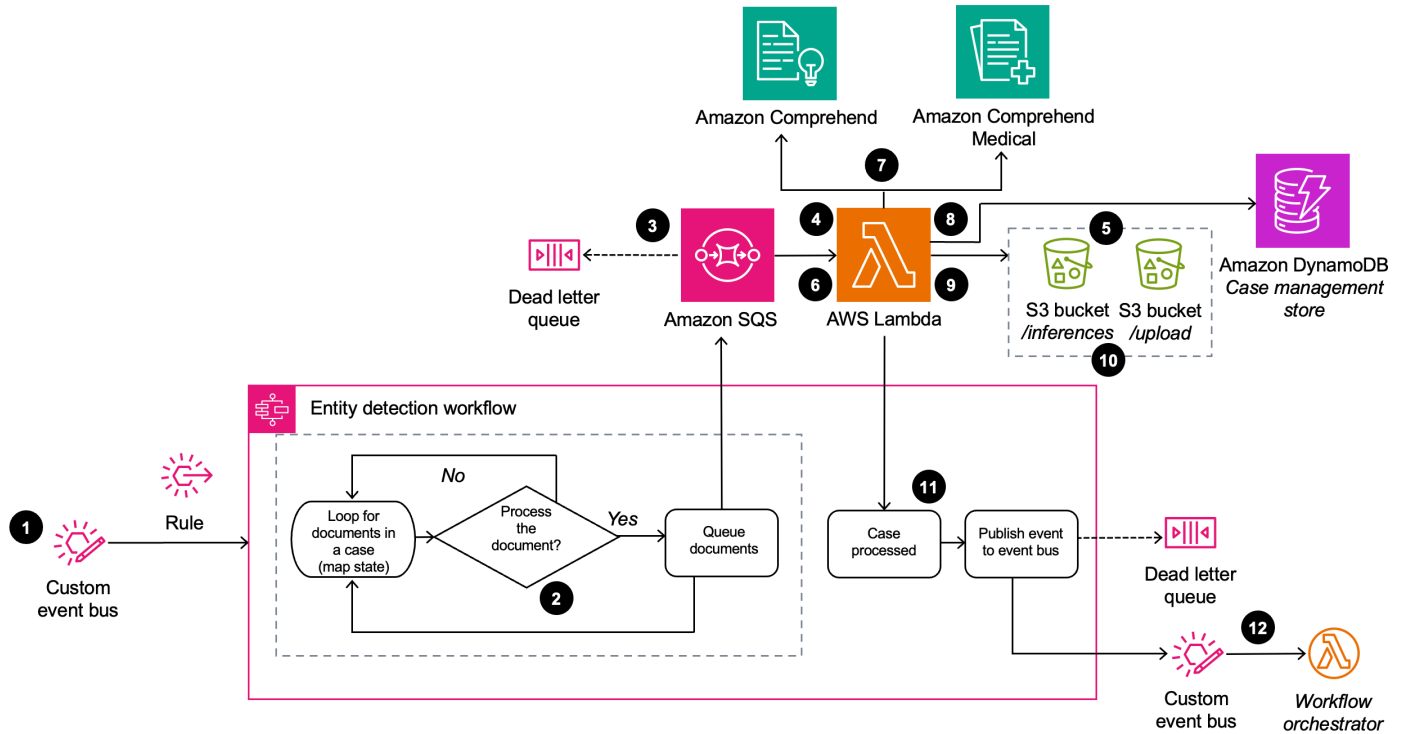 Amazon Comprehend
Amazon Comprehend
Medical
7
3
4
8
5
Dead letter
queue
Amazon SQS
6
AWS Lambda
9
S3 bucket
/inferences
S3 bucket
/upload
10
Amazon DynamoDB
Case management
store
Entity detection workflow
1
Custom
event bus
Rule
No
Loop for
documents in
a case
(map state)
Process
the
document?
2
Yes
Queue
documents
11
Case
processed
Publish event
to event bus
Dead letter
queue
Custom
event bus
12
Workflow
orchestrator